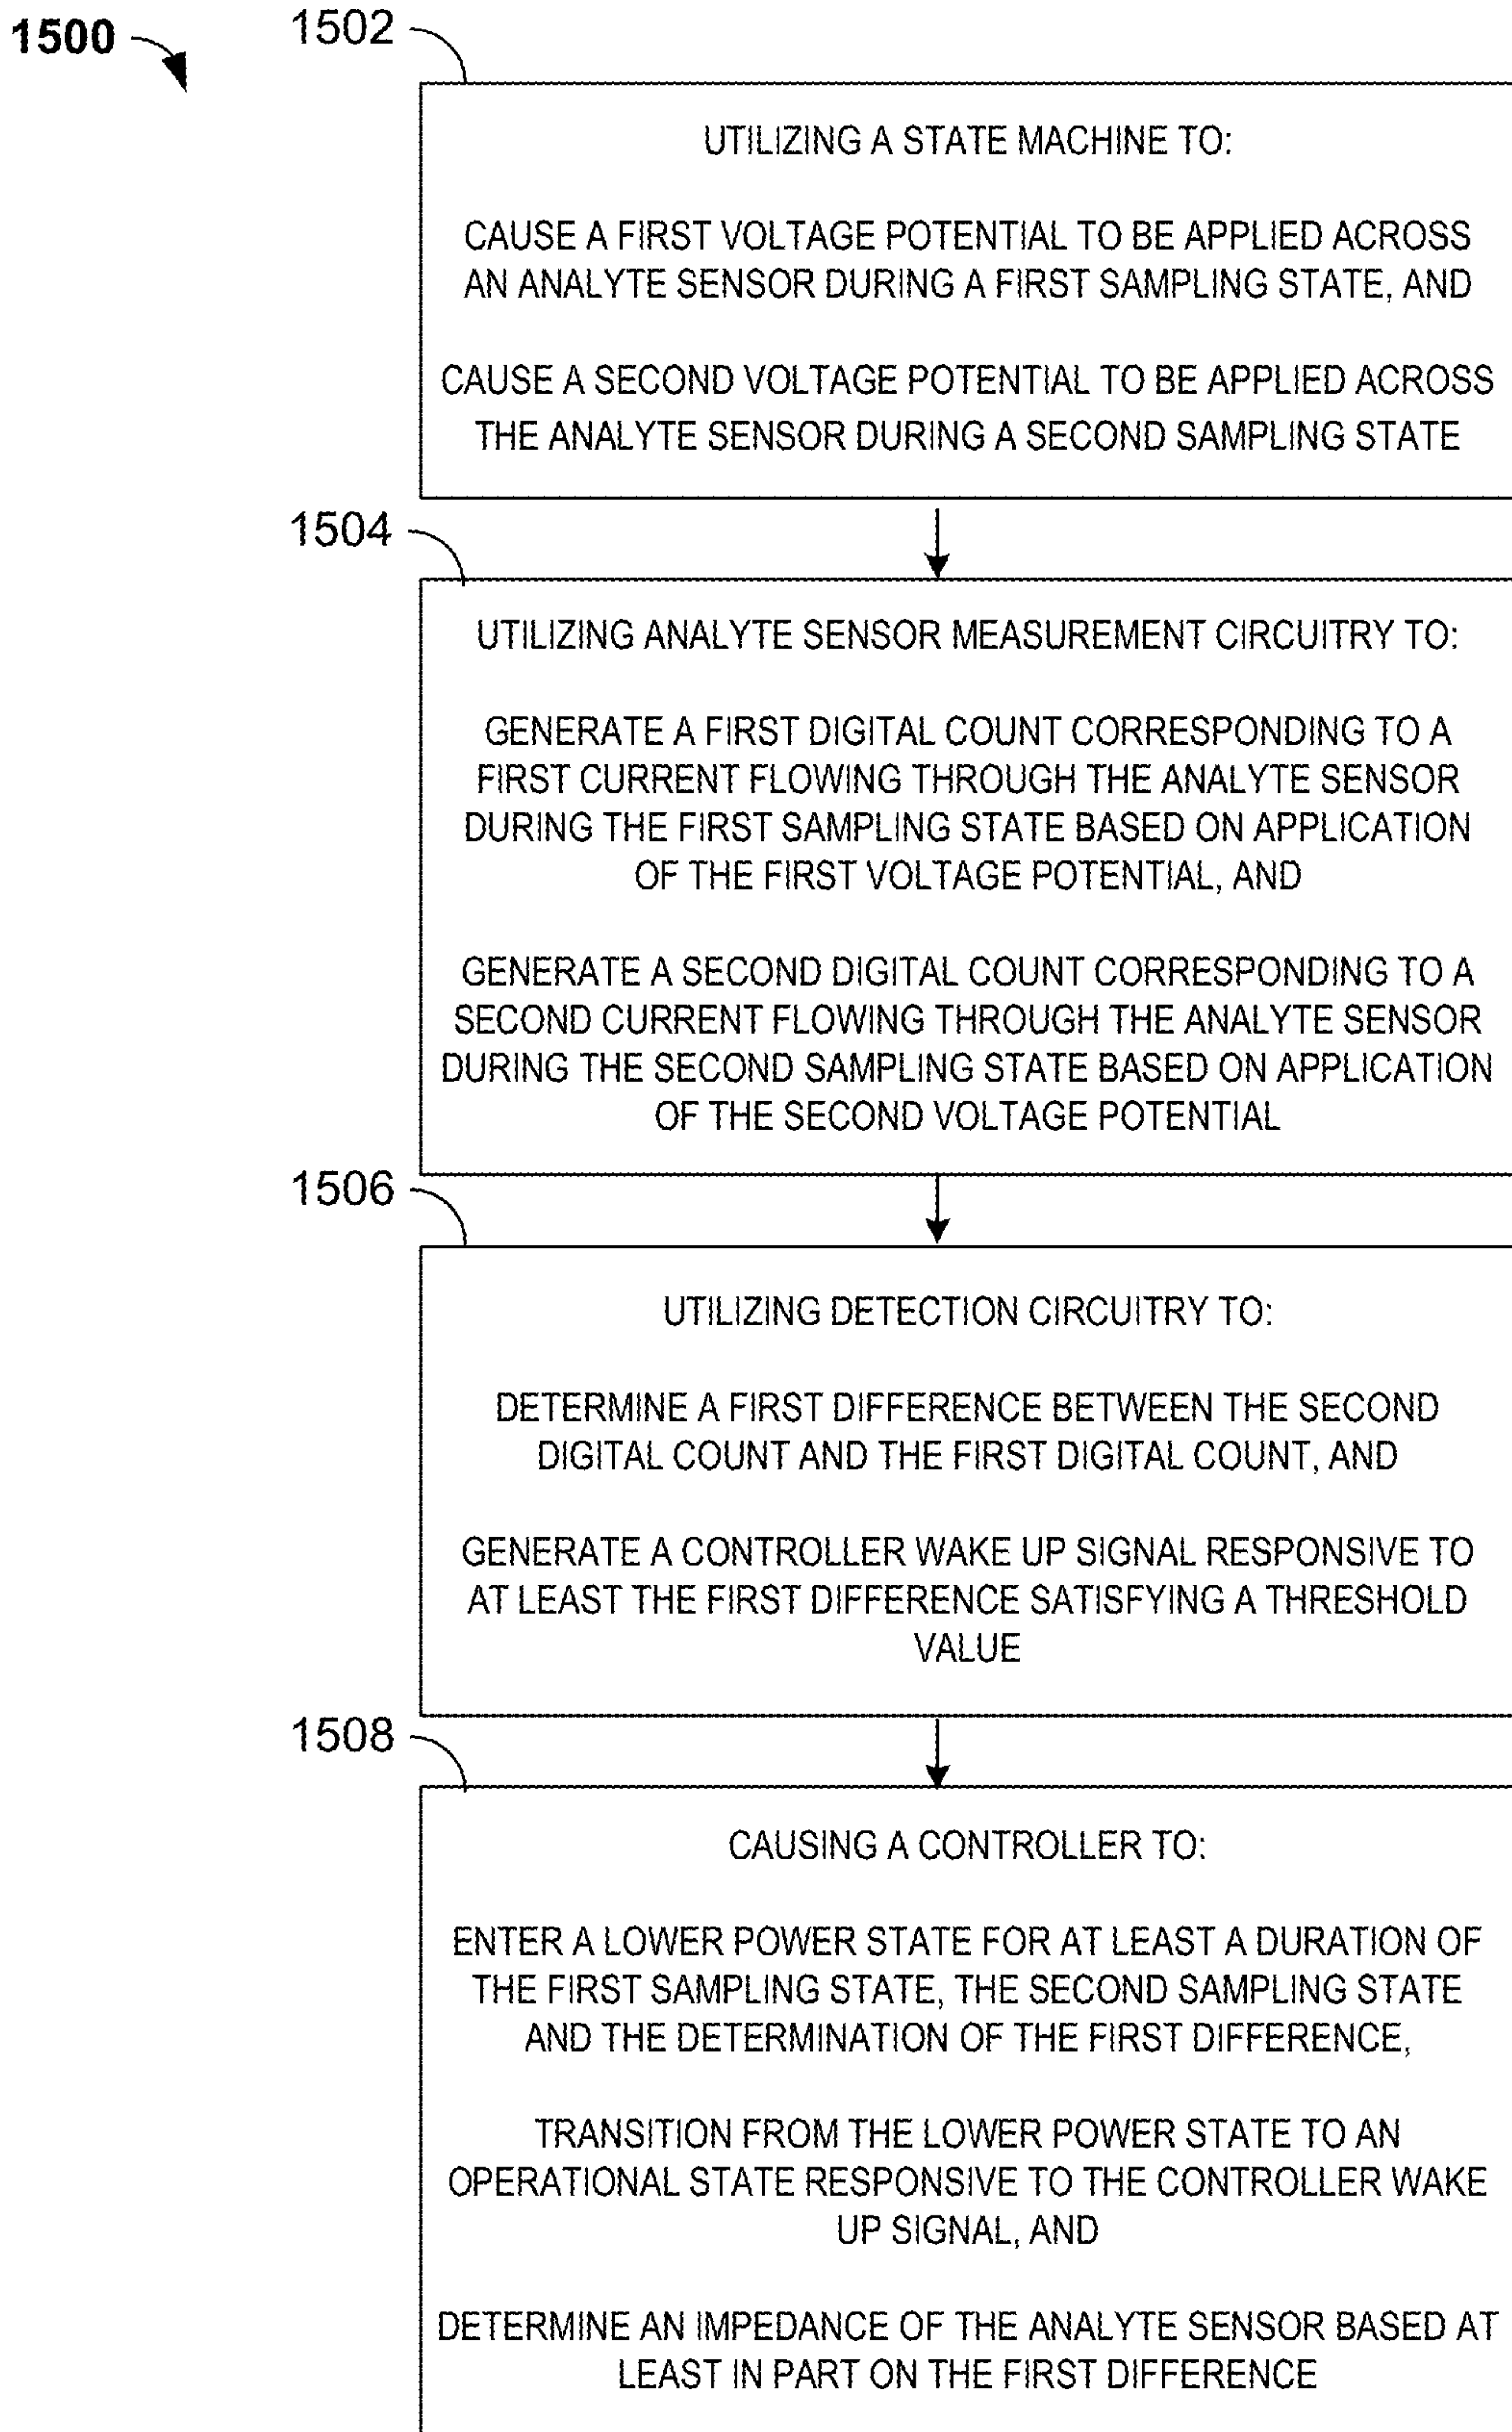 1500
1502
UTILIZING A STATE MACHINE TO:
CAUSE A FIRST VOLTAGE POTENTIAL TO BE APPLIED ACROSS
AN ANALYTE SENSOR DURING A FIRST SAMPLING STATE, AND
CAUSE A SECOND VOLTAGE POTENTIAL TO BE APPLIED ACROSS
THE ANALYTE SENSOR DURING A SECOND SAMPLING STATE
1504
UTILIZING ANALYTE SENSOR MEASUREMENT CIRCUITRY TO:
GENERATE A FIRST DIGITAL COUNT CORRESPONDING TO A
FIRST CURRENT FLOWING THROUGH THE ANALYTE SENSOR
DURING THE FIRST SAMPLING STATE BASED ON APPLICATION
OF THE FIRST VOLTAGE POTENTIAL, AND
GENERATE A SECOND DIGITAL COUNT CORRESPONDING TO A
SECOND CURRENT FLOWING THROUGH THE ANALYTE SENSOR
DURING THE SECOND SAMPLING STATE BASED ON APPLICATION
OF THE SECOND VOLTAGE POTENTIAL
1506
UTILIZING DETECTION CIRCUITRY TO:
DETERMINE A FIRST DIFFERENCE BETWEEN THE SECOND
DIGITAL COUNT AND THE FIRST DIGITAL COUNT, AND
GENERATE A CONTROLLER WAKE UP SIGNAL RESPONSIVE TO
AT LEAST THE FIRST DIFFERENCE SATISFYING A THRESHOLD
VALUE
1508
CAUSING A CONTROLLER TO:
ENTER A LOWER POWER STATE FOR AT LEAST A DURATION OF
THE FIRST SAMPLING STATE, THE SECOND SAMPLING STATE
AND THE DETERMINATION OF THE FIRST DIFFERENCE,
TRANSITION FROM THE LOWER POWER STATE TO AN
OPERATIONAL STATE RESPONSIVE TO THE CONTROLLER WAKE
UP SIGNAL, AND
DETERMINE AN IMPEDANCE OF THE ANALYTE SENSOR BASED AT
LEAST IN PART ON THE FIRST DIFFERENCE